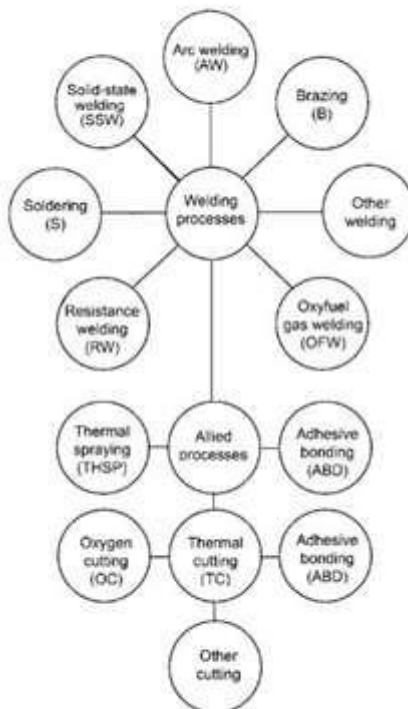 Arc welding
(AW)
Solid-state
welding
(SSW)
Brazing
(B)
Soldering
(S)
Welding
processes
Other
welding
Resistance
welding
(RW)
Oxyfuel
gas welding
(OFW)
Thermal
spraying
(THSP)
Allied
processes
Adhesive
bonding
(ABD)
Oxygen
cutting
(OC)
Thermal
cutting
(TC)
Adhesive
bonding
(ABD)
Other
cutting